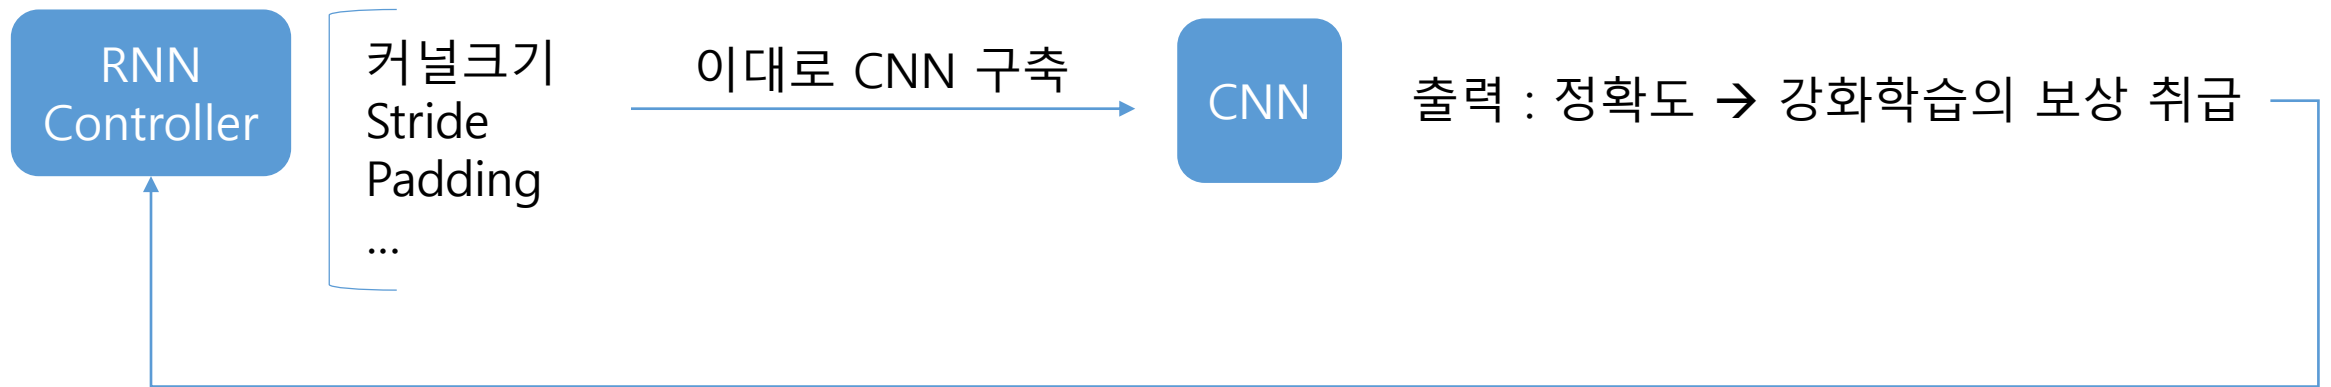 RNN
Controller
커널크기
Stride
Padding
...
이대로 CNN 구축
CNN
출력 : 정확도 → 강화학습의 보상 취급